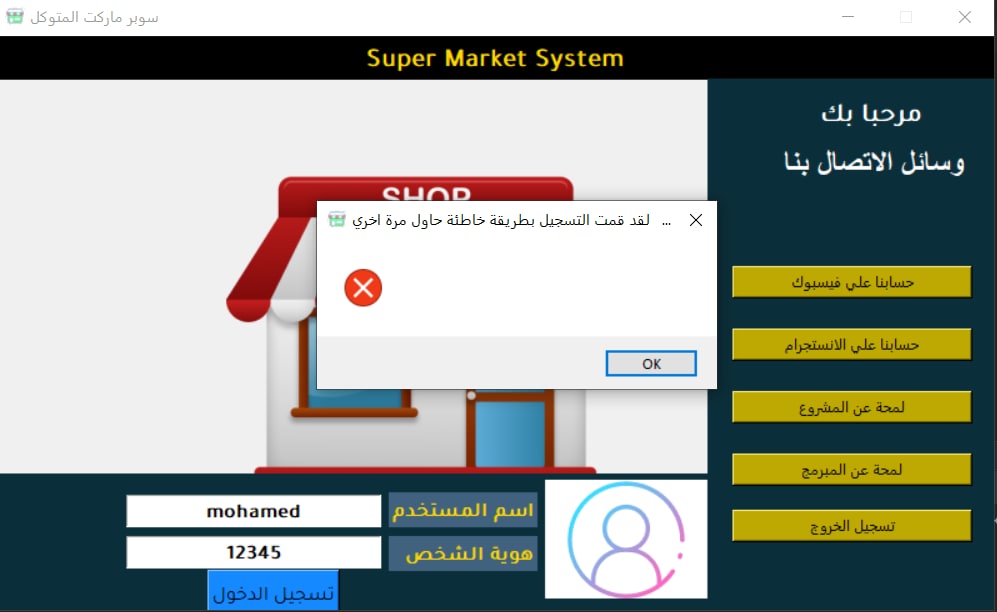 سوبر ماركت المتوكل
Super Market System
مرحبا بك
وسائل الاتصال بنا
SHOP
لقد قمت التسجيل بطريقة خاطئة حاول مرة اخري ...
OK
حسابنا علي فيسبوك
حسابنا علي الانستجرام
لمحة عن المشروع
لمحة عن المبرمج
تسجيل الخروج
اسم المستخدم
mohamed
هوية الشخص
12345
تسجيل الدخول